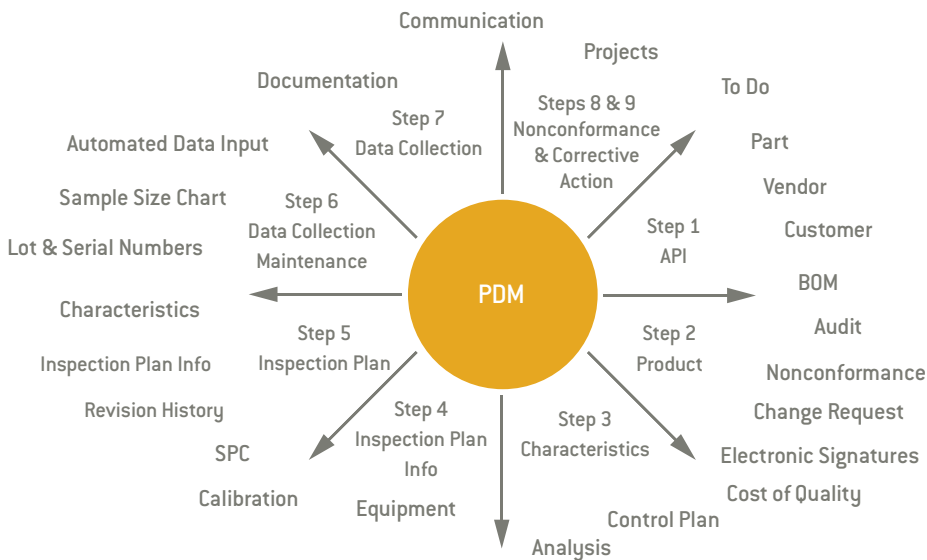 Communication
Projects
To Do
Part
Vendor
Customer
BOM
Audit
Nonconformance
Change Request
Electronic Signatures
Cost of Quality
Control Plan
Analysis
Equipment
Calibration
SPC
Revision History
Inspection Plan Info
Characteristics
Lot & Serial Numbers
Sample Size Chart
Automated Data Input
Documentation
PDM
Step 1
API
Step 2
Product
Step 3
Characteristics
Step 4
Inspection Plan
Info
Step 5
Inspection Plan
Step 6
Data Collection
Maintenance
Step 7
Data Collection
Steps 8 & 9
Nonconformance
& Corrective
Action